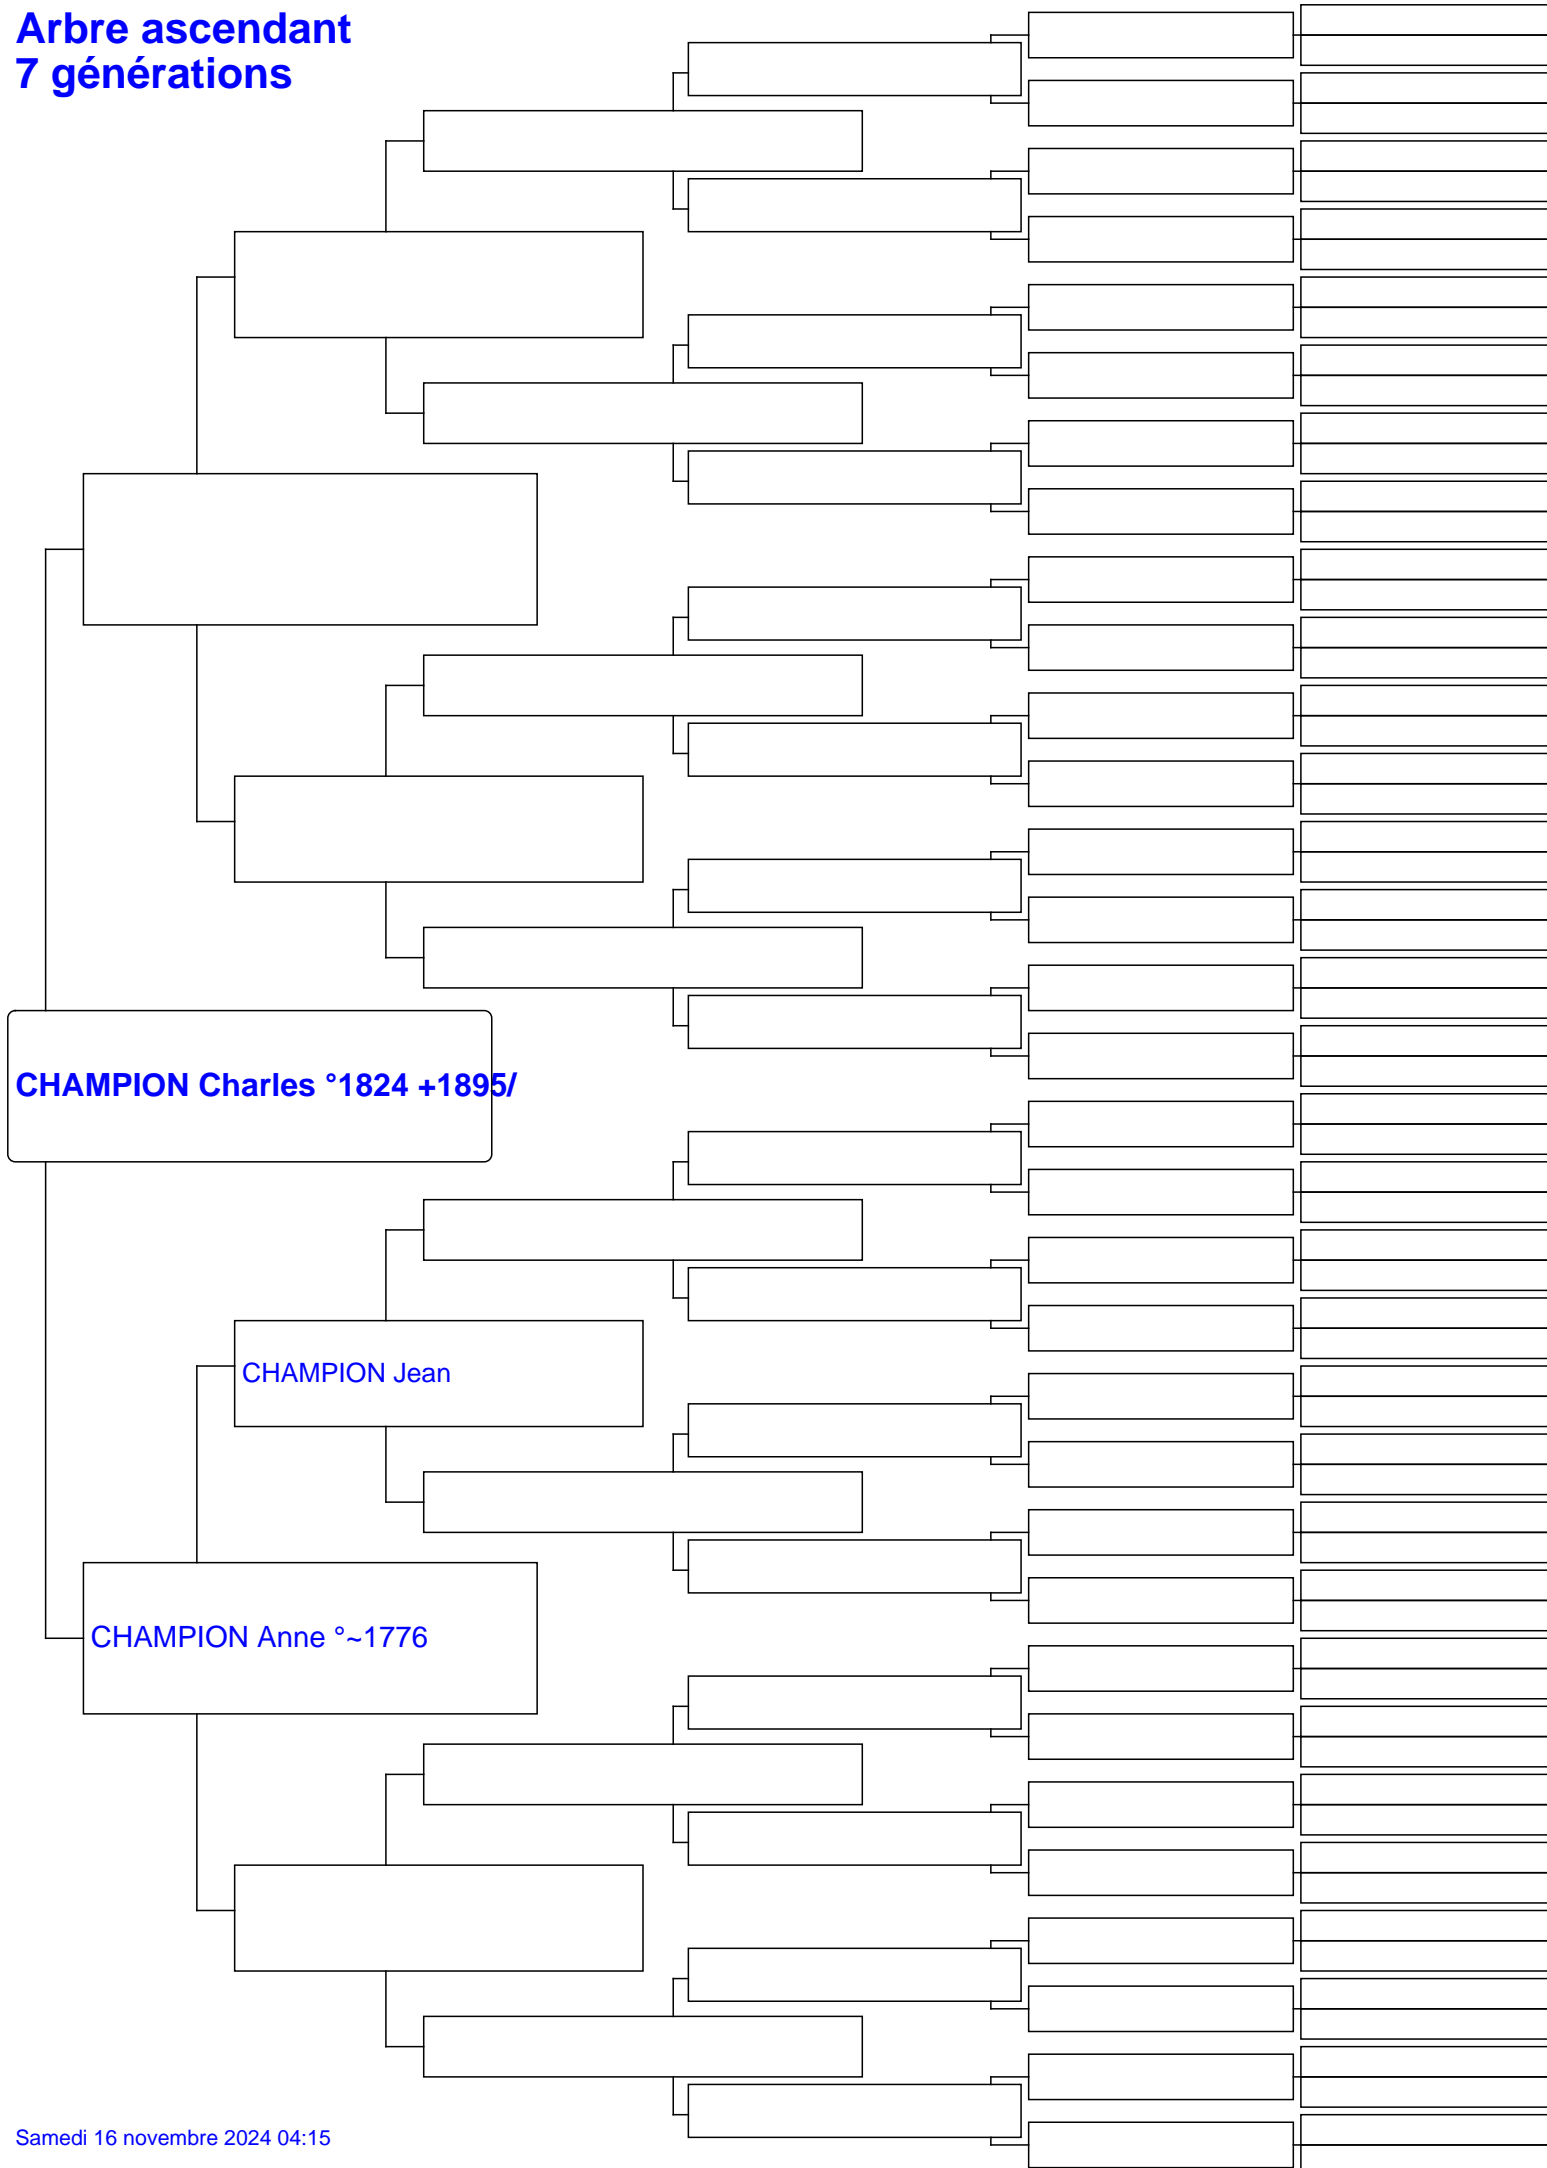 Arbre ascendant
7 générations
CHAMPION Charles °1824 +1895/
CHAMPION Jean
CHAMPION Anne °~1776
Samedi 16 novembre 2024 04:15